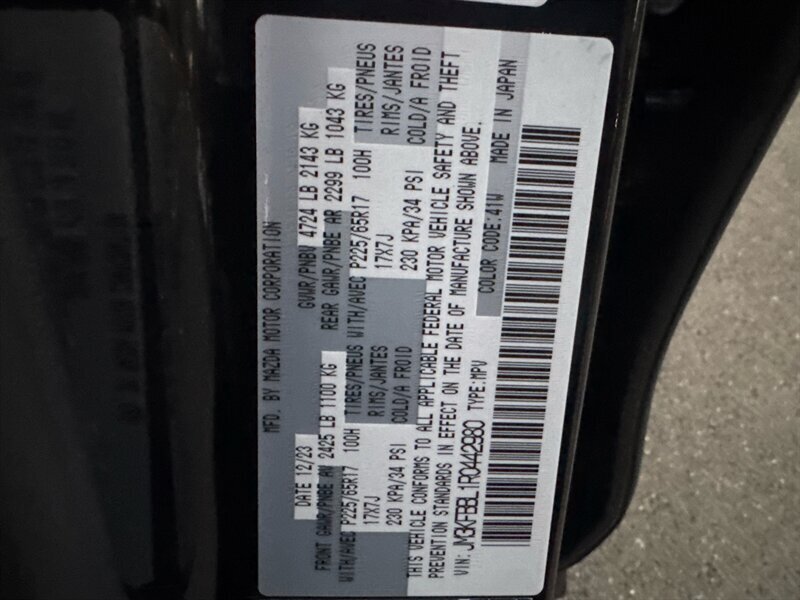 MFD. BY MAZDA MOTOR CORPORATION
DATE 12/23 GVWR/PNBV 4724 LB 2143 KG
FRONT GAWR/PNBE AV 2425 LB 1100 KG REAR GAWR/PNBE AR 2299 LB 1043 KG
WITH/AVEC P225/65R17 100H TIRES/PNEUS WITH/AVEC P225/65R17 100H TIRES/PNEUS
17X7J RIMS/JANTES 17X7J RIMS/JANTES
230 KPA/34 PSI COLD/A FROID 230 KPA/34 PSI COLD/A FROID
THIS VEHICLE CONFORMS TO ALL APPLICABLE FEDERAL MOTOR VEHICLE SAFETY AND THEFT
PREVENTION STANDARDS IN EFFECT ON THE DATE OF MANUFACTURE SHOWN ABOVE.
VIN: JM3KFBBL1R0442980 TYPE:MPV COLOR CODE:41W MADE IN JAPAN